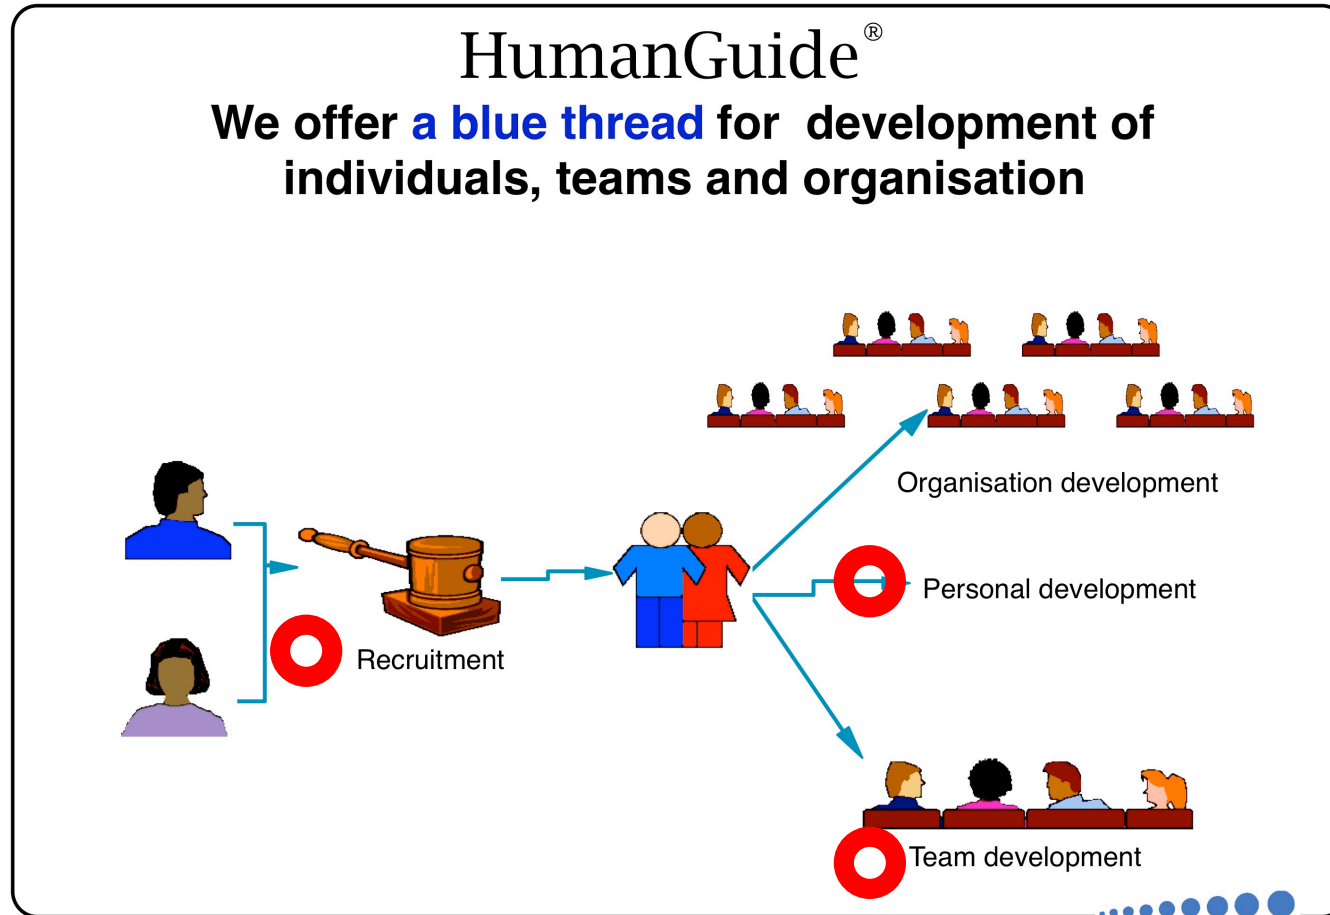 HumanGuide®
We offer a blue thread for development of
individuals, teams and organisation
Organisation development
Personal development
Recruitment
Team development